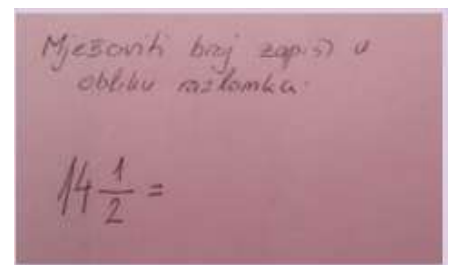 Mješoviti broj zapiši u
obliku razlomka.
14 1/2 =